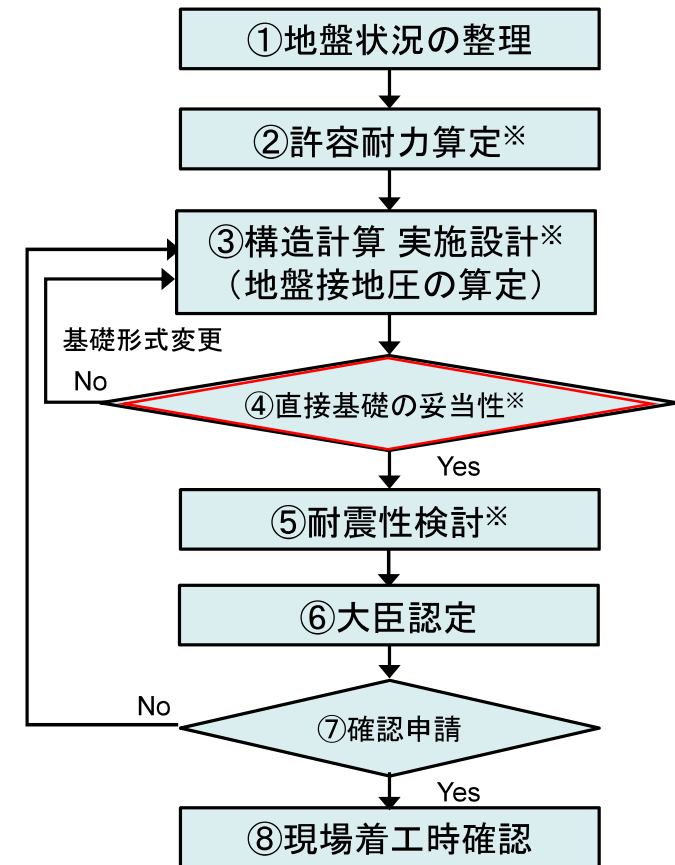 ①地盤状況の整理
②許容耐力算定※
③構造計算 実施設計※
（地盤接地圧の算定）
基礎形式変更
No
④直接基礎の妥当性※
Yes
⑤耐震性検討※
⑥大臣認定
No
⑦確認申請
Yes
⑧現場着工時確認